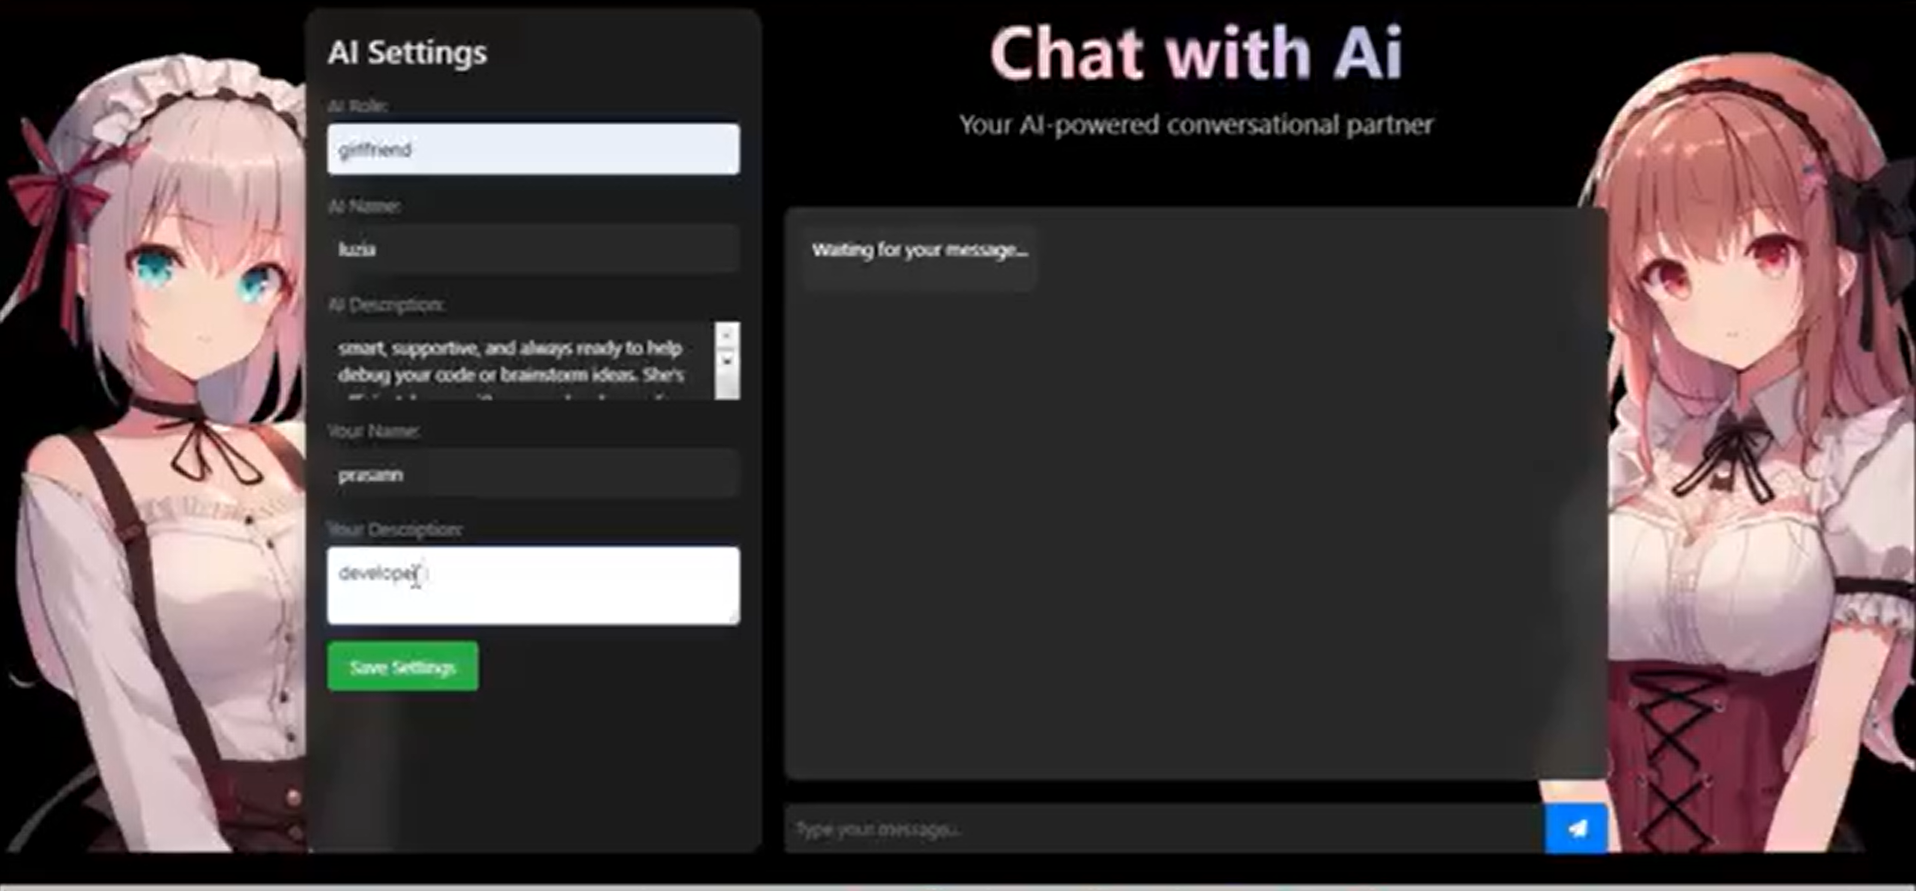 AI Settings
AI Role:
girlfriend
AI Name:
luzia
AI Description:
smart, supportive, and always ready to help
debug your code or brainstorm ideas. She's
Your Name:
prasann
Your Description:
developer
Save Settings
Chat with Ai
Your AI-powered conversational partner
Waiting for your message...
Type your message...